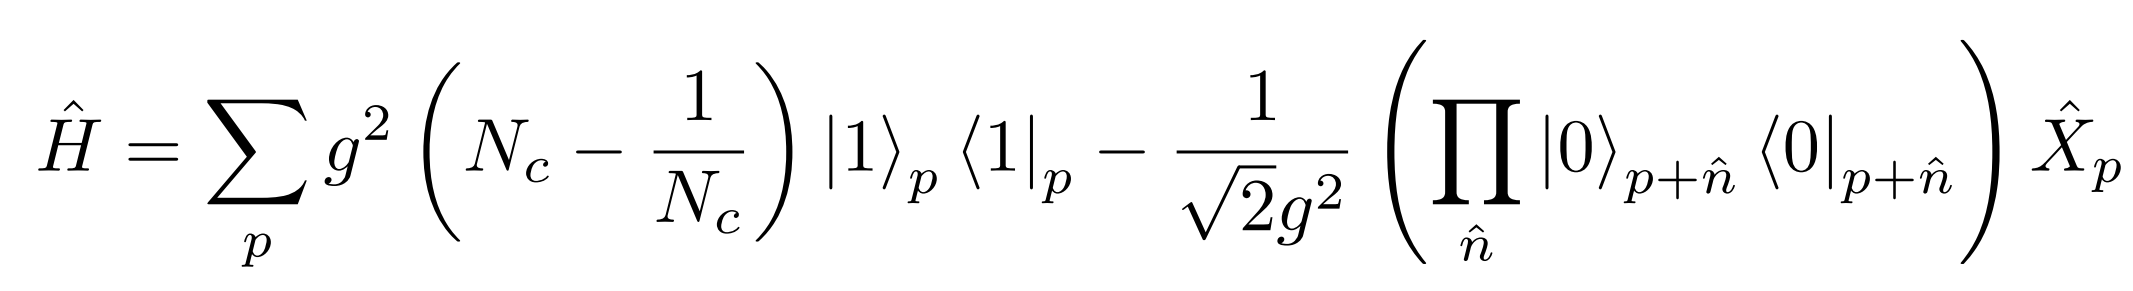 $\hat{H} = \sum_{p} g^2 \left( N_c - \frac{1}{N_c} \right) |1\rangle_p \langle 1|_p - \frac{1}{\sqrt{2} g^2} \left( \prod_{\hat{n}} |0\rangle_{p+\hat{n}} \langle 0|_{p+\hat{n}} \right) \hat{X}_p$